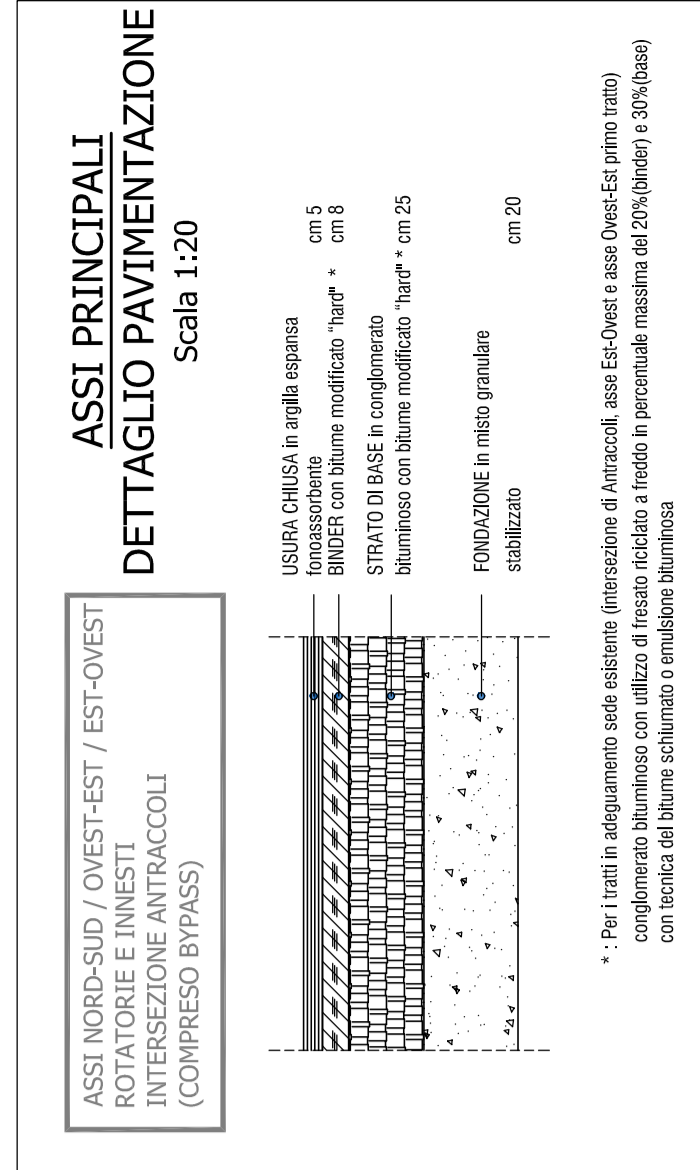 ASSI PRINCIPALI
DETTAGLIO PAVIMENTAZIONE
Scala 1:20
ASSI NORD-SUD / OVEST-EST / EST-OVEST
ROTATORIE E INNESTI
INTERSEZIONE ANTRACCOLI
(COMPRESO BYPASS)
USURA CHIUSA in argilla espansa
fonoassorbente cm 5
BINDER con bitume modificato “hard” * cm 8
STRATO DI BASE in conglomerato
bituminoso con bitume modificato “hard” * cm 25
FONDAZIONE in misto granulare
stabilizzato cm 20
* : Per i tratti in adeguamento sede esistente (intersezione di Antraccoli, asse Est-Ovest e asse Ovest-Est primo tratto)
conglomerato bituminoso con utilizzo di fresato riciclato a freddo in percentuale massima del 20%(binder) e 30%(base)
con tecnica del bitume schiumato o emulsione bituminosa